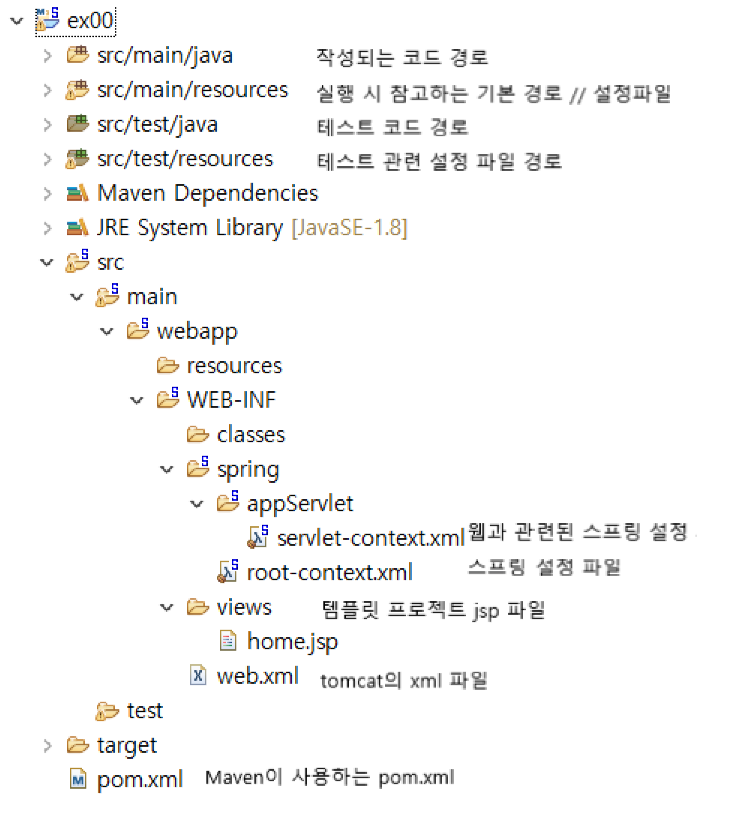 ex00
src/main/java 작성되는 코드 경로
src/main/resources 실행 시 참고하는 기본 경로 // 설정파일
src/test/java 테스트 코드 경로
src/test/resources 테스트 관련 설정 파일 경로
Maven Dependencies
JRE System Library [JavaSE-1.8]
src
main
webapp
resources
WEB-INF
classes
spring
appServlet
servlet-context.xml 웹과 관련된 스프링 설정
root-context.xml 스프링 설정 파일
views 템플릿 프로젝트 jsp 파일
home.jsp
web.xml tomcat의 xml 파일
test
target
pom.xml Maven이 사용하는 pom.xml